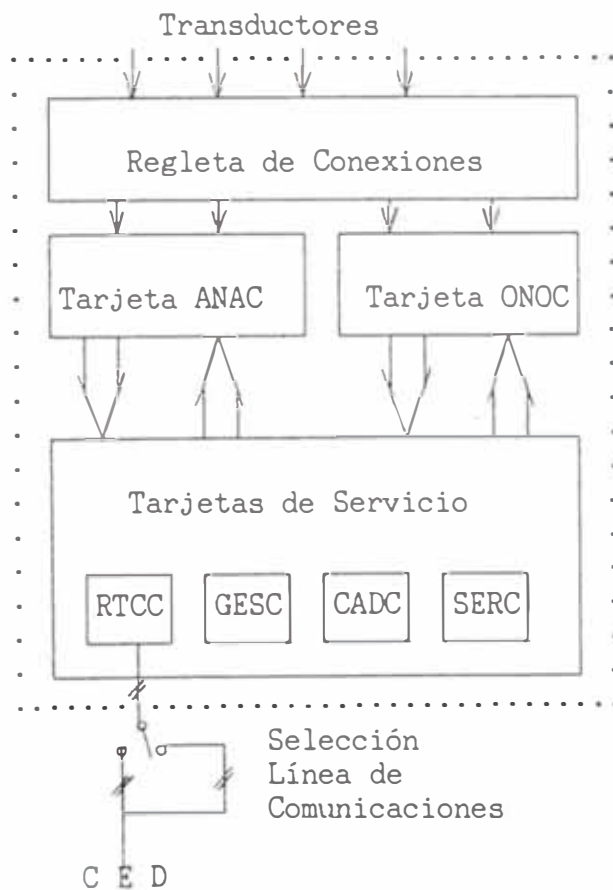 Transductores
Regleta de Conexiones
Tarjeta ANAC
Tarjeta ONOC
Tarjetas de Servicio
RTCC
GESC
CADC
SERC
Selección
Línea de
Comunicaciones
C E D